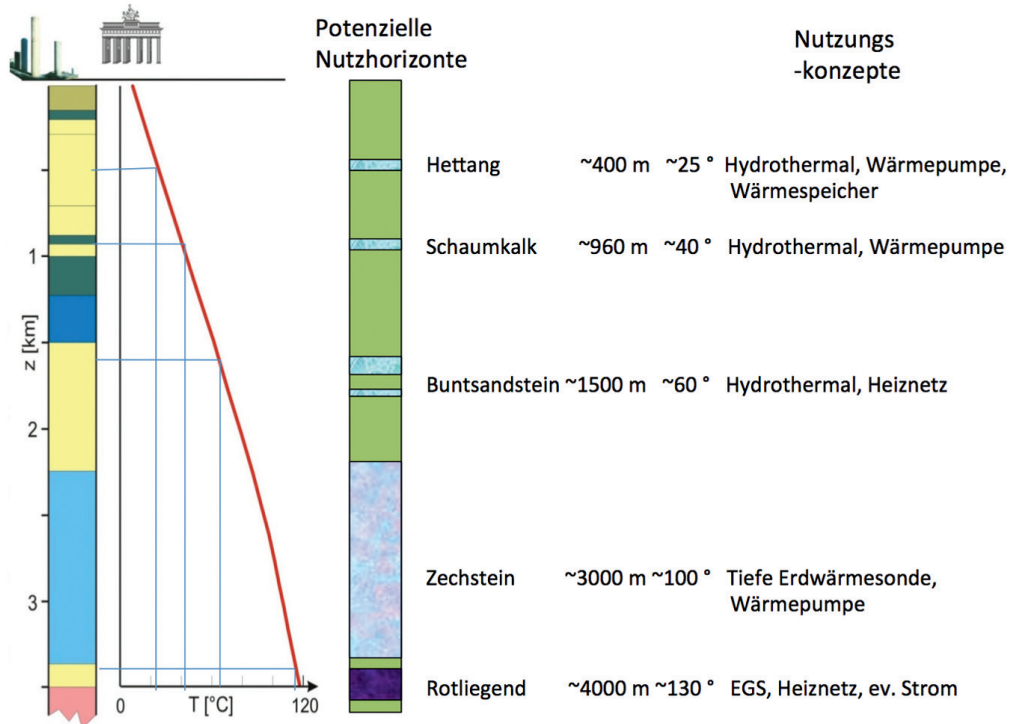 Potenzielle
Nutzhorizonte
Nutzungs
-konzepte
Hettang ~400 m ~25 ° Hydrothermal, Wärmepumpe,
Wärmespeicher
Schaumkalk ~960 m ~40 ° Hydrothermal, Wärmepumpe
Buntsandstein ~1500 m ~60 ° Hydrothermal, Heiznetz
Zechstein ~3000 m ~100 ° Tiefe Erdwärmesonde,
Wärmepumpe
Rotliegend ~4000 m ~130 ° EGS, Heiznetz, ev. Strom
z [km]
1
2
3
0 T [°C] 120